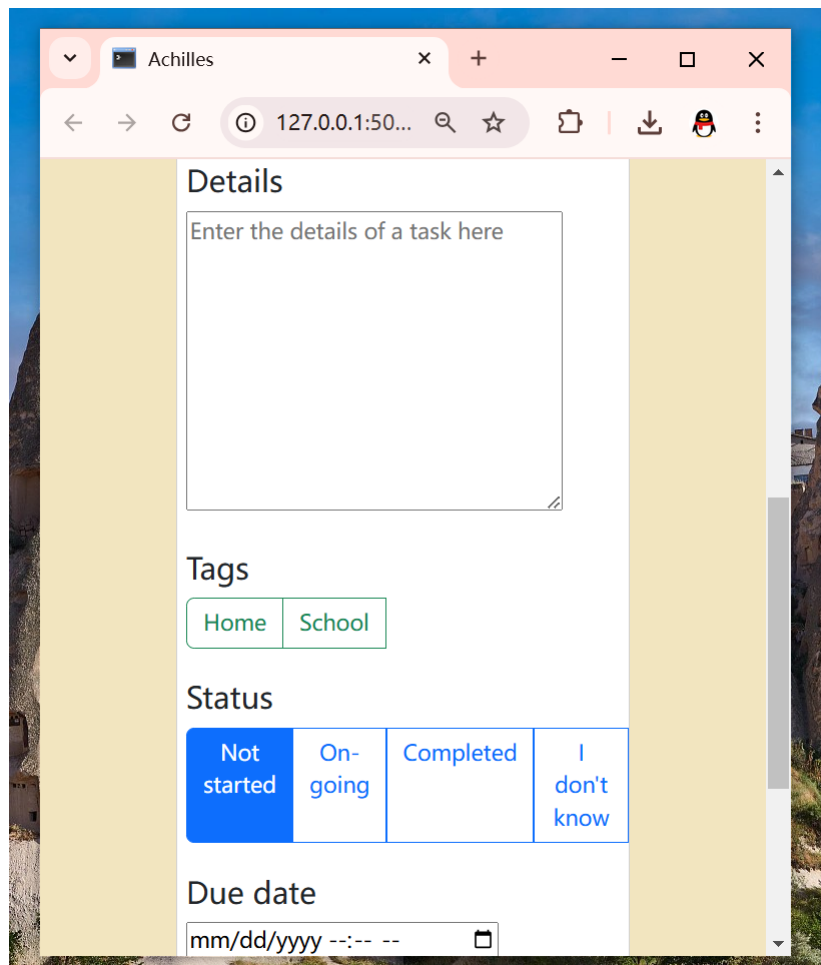 Achilles
127.0.0.1:50...
Details
Enter the details of a task here
Tags
Home School
Status
Not started On-going Completed I don't know
Due date
mm/dd/yyyy --:-- --